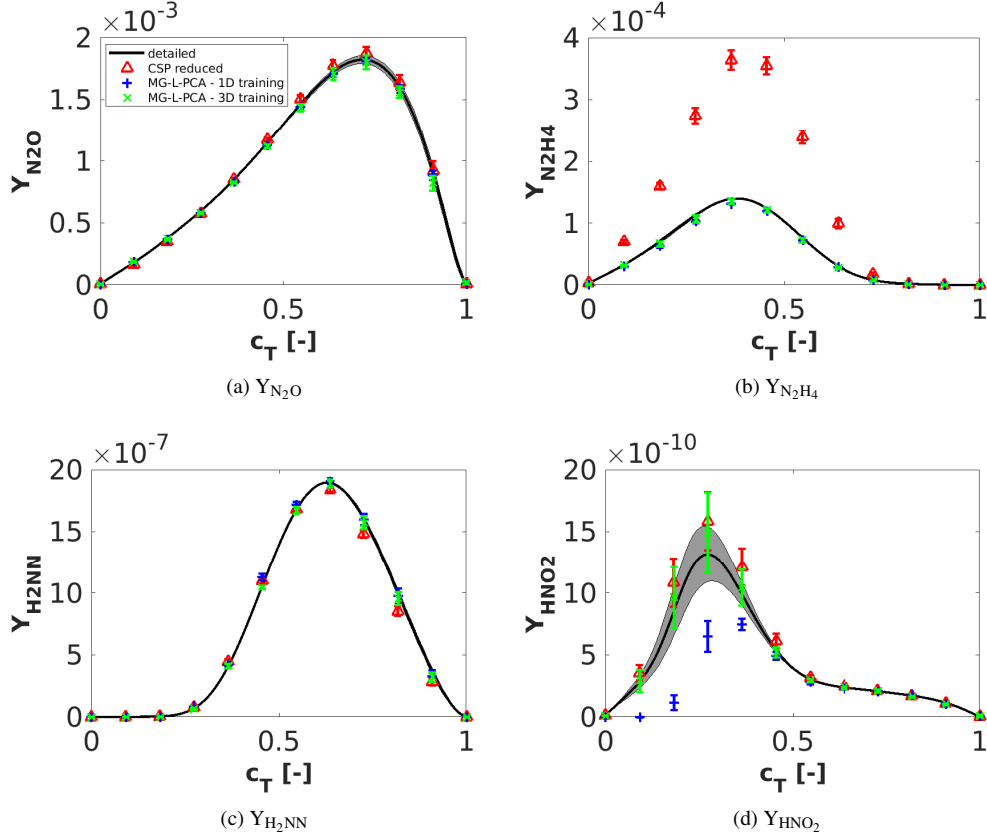 ×10⁻³
2
1.5
1
0.5
0
0
0.5
1
Y_N2O
c_T [-]
detailed
CSP reduced
MG-L-PCA - 1D training
MG-L-PCA - 3D training
(a) Y_N₂O
×10⁻⁴
4
3
2
1
0
0
0.5
1
Y_N2H4
c_T [-]
(b) Y_N₂H₄
×10⁻⁷
20
15
10
5
0
0
0.5
1
Y_H2NN
c_T [-]
(c) Y_H₂NN
×10⁻¹⁰
20
15
10
5
0
0
0.5
1
Y_HNO2
c_T [-]
(d) Y_HNO₂